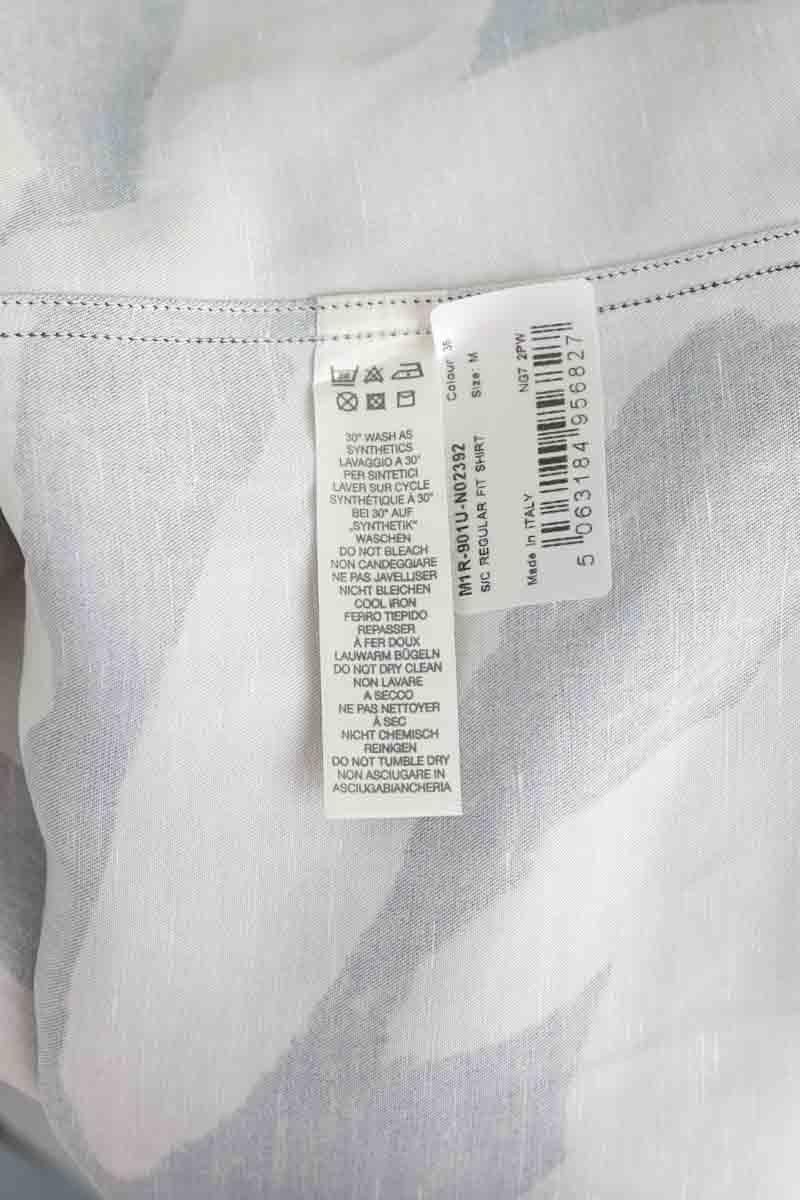 30° WASH AS
SYNTHETICS
LAVAGGIO A 30°
PER SINTETICI
LAVER SUR CYCLE
SYNTHÉTIQUE À 30°
BEI 30° AUF
„SYNTHETIK“
WASCHEN
DO NOT BLEACH
NON CANDEGGIARE
NE PAS JAVELLISER
NICHT BLEICHEN
COOL IRON
FERRO TIEPIDO
REPASSER
À FER DOUX
LAUWARM BÜGELN
DO NOT DRY CLEAN
NON LAVARE
A SECCO
NE PAS NETTOYER
À SEC
NICHT CHEMISCH
REINIGEN
DO NOT TUMBLE DRY
NON ASCIUGARE IN
ASCIUGABIANCHERIA
Colour 35
M1R-901U-N02392 Size: M
S/C REGULAR FIT SHIRT
Made in ITALY NG7 2PW
5 063184 956827